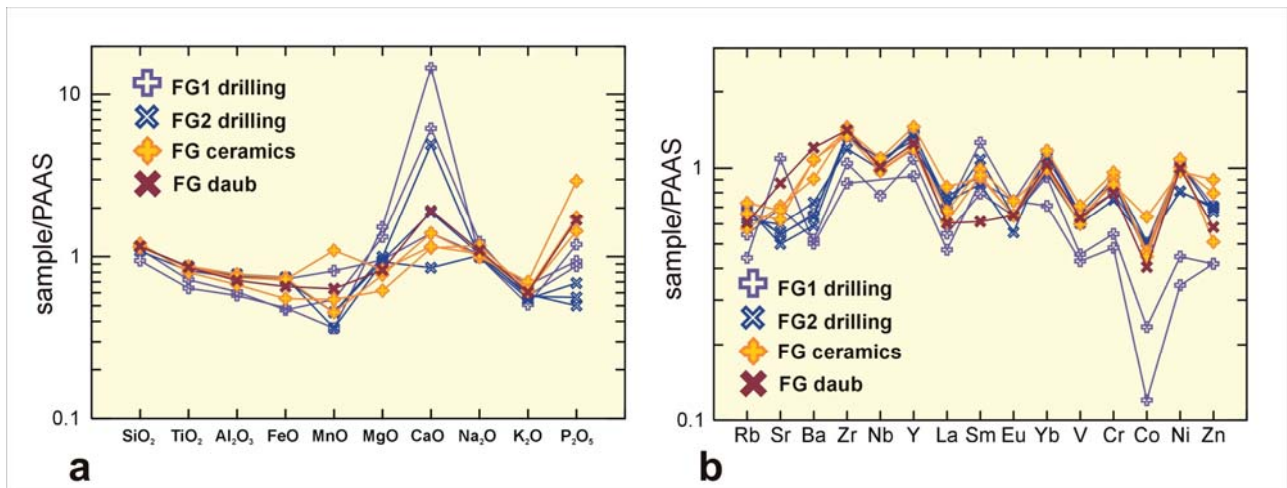 sample/PAAS
10
1
0.1
FG1 drilling
FG2 drilling
FG ceramics
FG daub
SiO₂ TiO₂ Al₂O₃ FeO MnO MgO CaO Na₂O K₂O P₂O₅
a
sample/PAAS
1
0.1
FG1 drilling
FG2 drilling
FG ceramics
FG daub
Rb Sr Ba Zr Nb Y La Sm Eu Yb V Cr Co Ni Zn
b